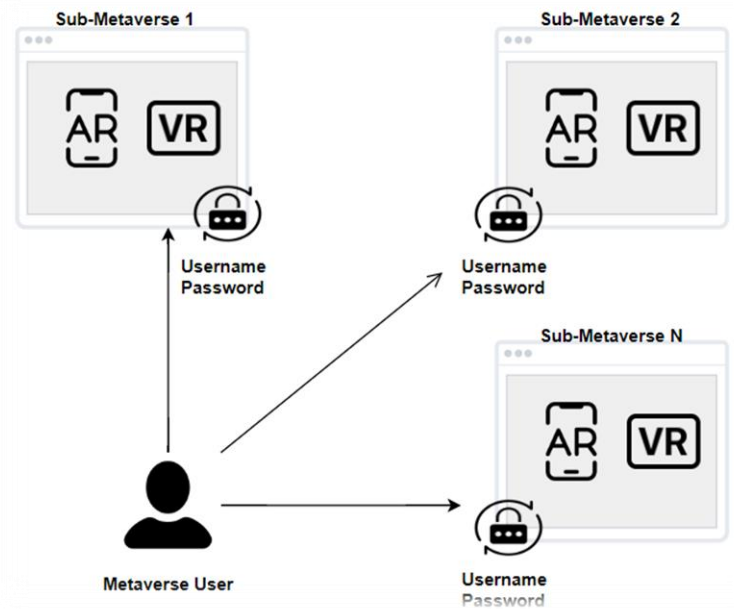 Sub-Metaverse 1
Sub-Metaverse 2
AR VR
AR VR
Username
Password
Username
Password
Sub-Metaverse N
AR VR
Metaverse User
Username
Password